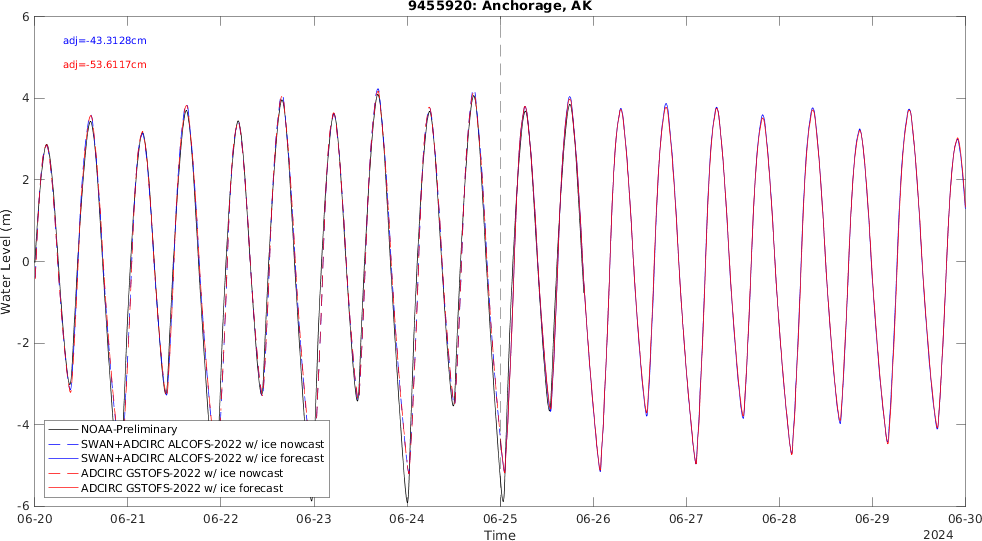 9455920: Anchorage, AK
adj=-43.3128cm
adj=-53.6117cm
Water Level (m)
6
4
2
0
-2
-4
-6
NOAA-Preliminary
SWAN+ADCIRC ALCOFS-2022 w/ ice nowcast
SWAN+ADCIRC ALCOFS-2022 w/ ice forecast
ADCIRC GSTOFS-2022 w/ ice nowcast
ADCIRC GSTOFS-2022 w/ ice forecast
06-20 06-21 06-22 06-23 06-24 06-25 06-26 06-27 06-28 06-29 06-30
Time
2024